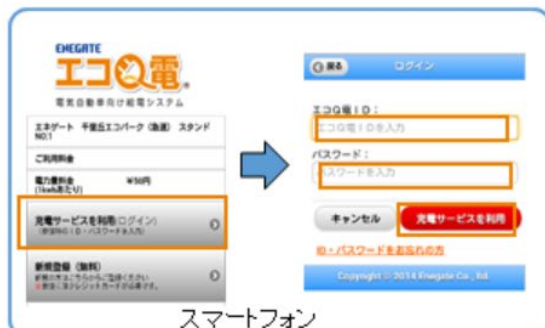 ENEGATE
エコQ電
電気自動車向け給電システム
エネゲート 千里丘エコパーク（急速） スタンド
NO;1
ご利用料金
電力量料金 ￥50円
(1kwhあたり)
充電サービスを利用(ログイン)
新規登録（無料）
戻る
ログイン
エコQ電ID：
エコQ電IDを入力
パスワード：
パスワードを入力
キャンセル
充電サービスを利用
ID・パスワードをお忘れの方
Copyright © 2014 Enegate Co., ltd.
スマートフォン